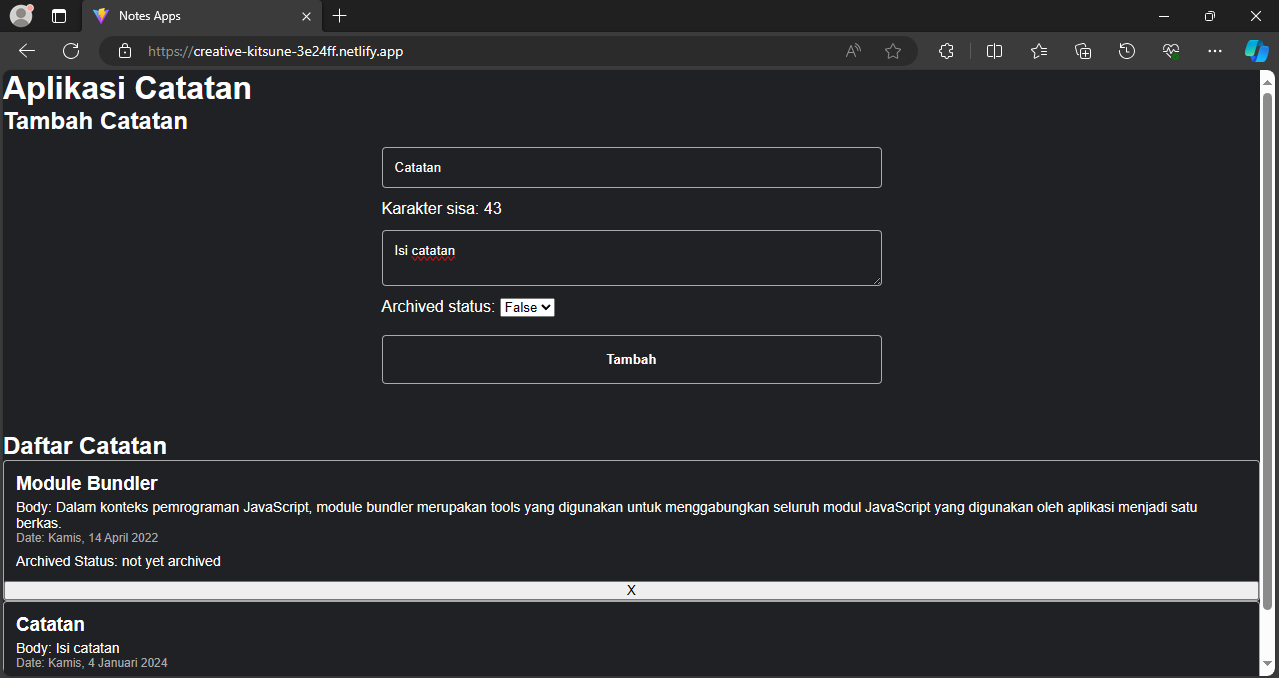 Notes Apps
https://creative-kitsune-3e24ff.netlify.app
Aplikasi Catatan
Tambah Catatan
Catatan
Karakter sisa: 43
Isi catatan
Archived status: False
Tambah
Daftar Catatan
Module Bundler
Body: Dalam konteks pemrograman JavaScript, module bundler merupakan tools yang digunakan untuk menggabungkan seluruh modul JavaScript yang digunakan oleh aplikasi menjadi satu
berkas.
Date: Kamis, 14 April 2022
Archived Status: not yet archived
X
Catatan
Body: Isi catatan
Date: Kamis, 4 Januari 2024